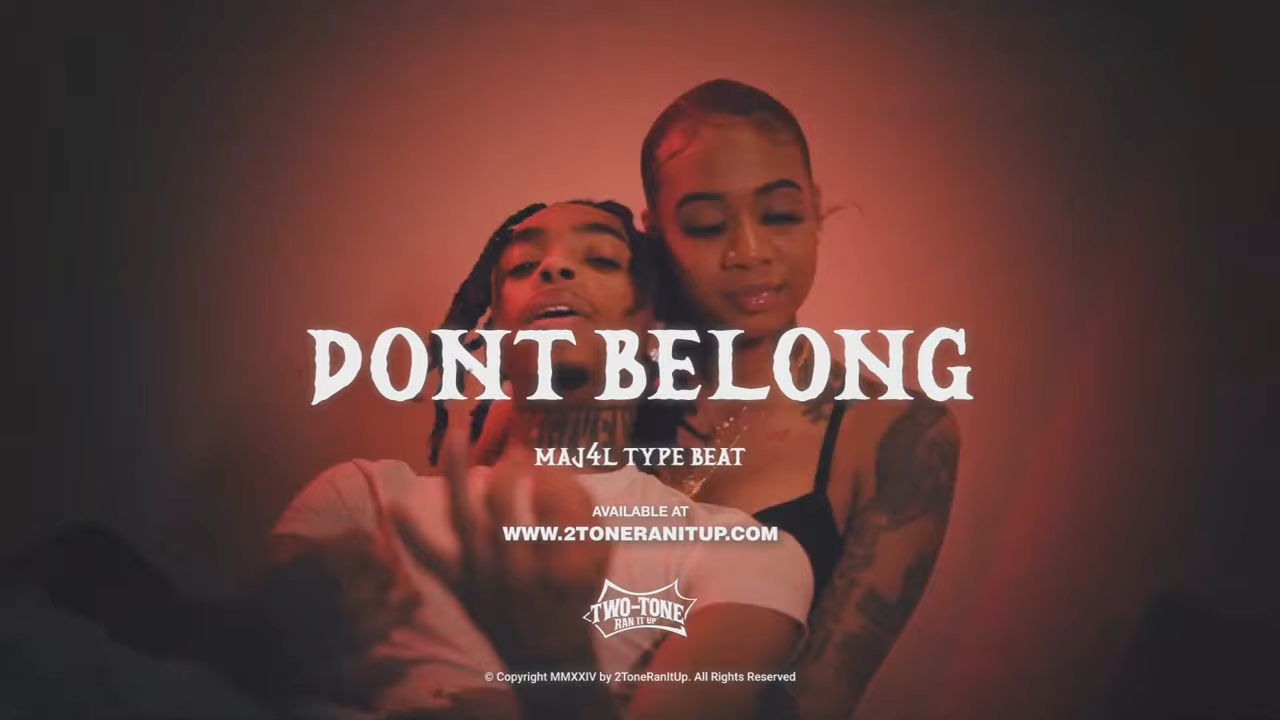 DONT BELONG
MAJ4L TYPE BEAT
AVAILABLE AT
WWW.2TONERANITUP.COM
TWO-TONE
RAN IT UP
© Copyright MMXXIV by 2ToneRanItUp. All Rights Reserved